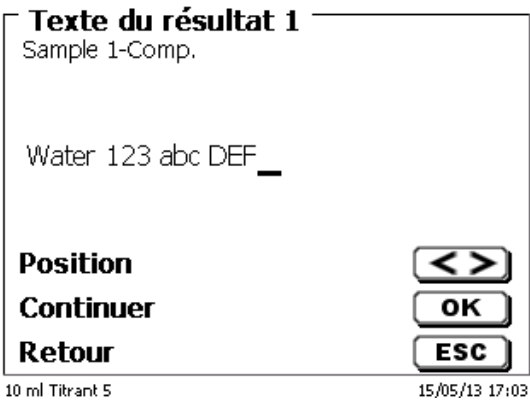 Texte du résultat 1
Sample 1-Comp.
Water 123 abc DEF_
Position < >
Continuer OK
Retour ESC
10 ml Titrant 5 15/05/13 17:03